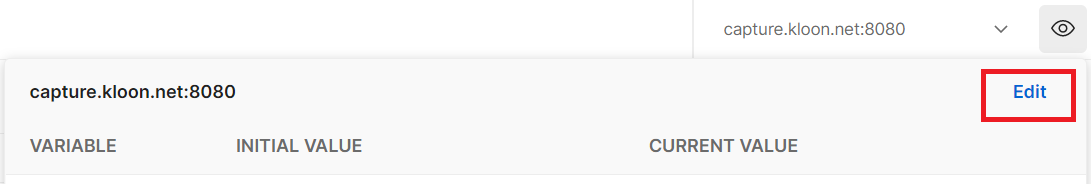 capture.kloon.net:8080
capture.kloon.net:8080 Edit
VARIABLE INITIAL VALUE CURRENT VALUE